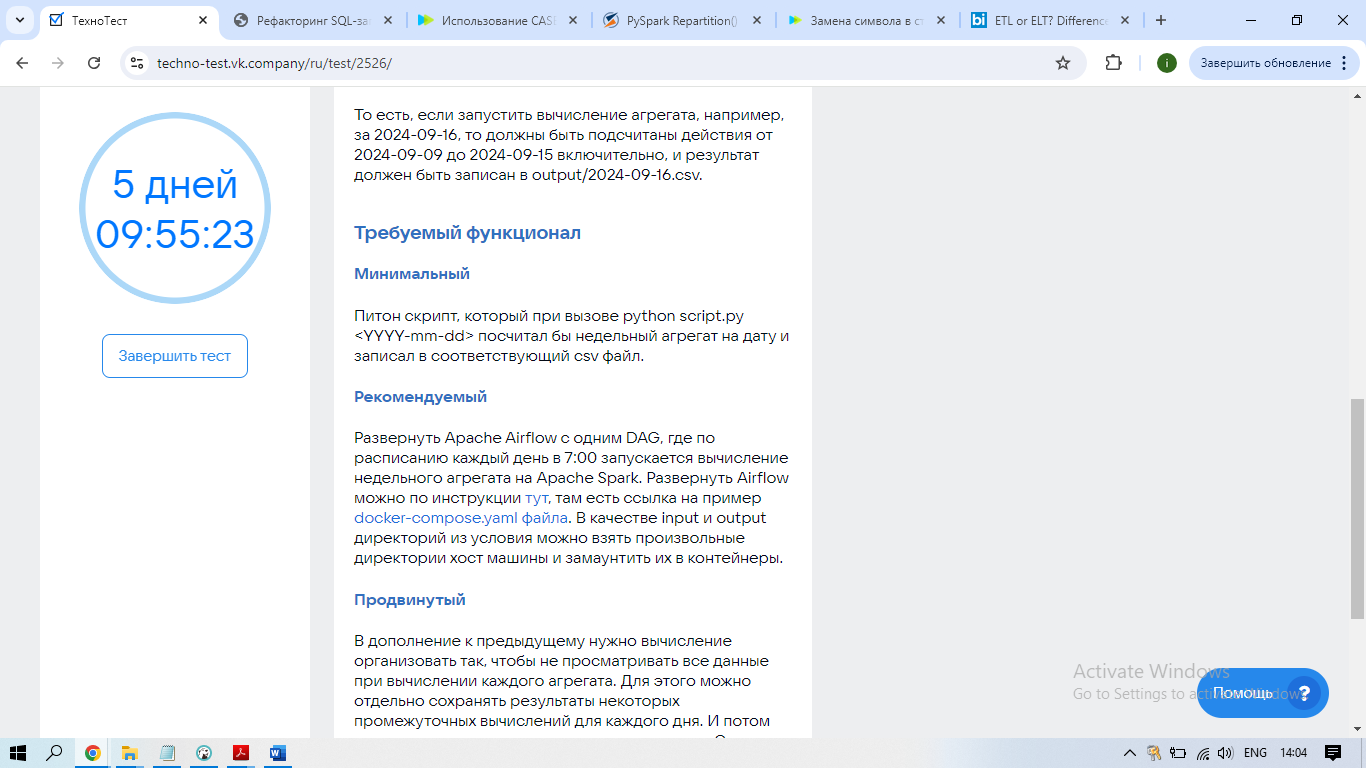 ТехноТест
Рефакторинг SQL-за
Использование CASE
PySpark Repartition()
Замена символа в ст
ETL or ELT? Difference
techno-test.vk.company/ru/test/2526/
i
Завершить обновление
5 дней
09:55:23
Завершить тест
То есть, если запустить вычисление агрегата, например,
за 2024-09-16, то должны быть подсчитаны действия от
2024-09-09 до 2024-09-15 включительно, и результат
должен быть записан в output/2024-09-16.csv.
Требуемый функционал
Минимальный
Питон скрипт, который при вызове python script.py
<YYYY-mm-dd> посчитал бы недельный агрегат на дату и
записал в соответствующий csv файл.
Рекомендуемый
Развернуть Apache Airflow с одним DAG, где по
расписанию каждый день в 7:00 запускается вычисление
недельного агрегата на Apache Spark. Развернуть Airflow
можно по инструкции тут, там есть ссылка на пример
docker-compose.yaml файла. В качестве input и output
директорий из условия можно взять произвольные
директории хост машины и замаунтить их в контейнеры.
Продвинутый
В дополнение к предыдущему нужно вычисление
организовать так, чтобы не просматривать все данные
при вычислении каждого агрегата. Для этого можно
отдельно сохранять результаты некоторых
промежуточных вычислений для каждого дня. И потом
Activate Windows
Go to Settings to activate Windows.
Помощь ?
ENG 14:04